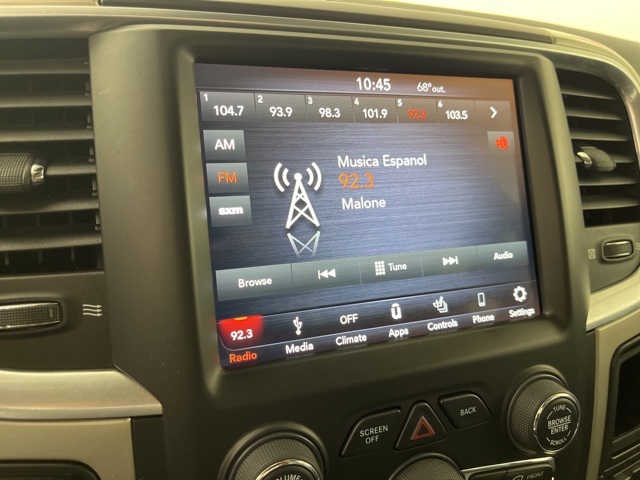 10:45 68°out.
1 104.7 2 93.9 3 98.3 4 101.9 5 92.3 6 103.5
AM
FM
sxm
Musica Espanol
92.3
Malone
Browse Tune Audio
92.3 OFF
Radio Media Climate Apps Controls Phone Settings
SCREEN OFF
BACK
TUNE
BROWSE
ENTER
SCROLL
VOLUME
FRONT